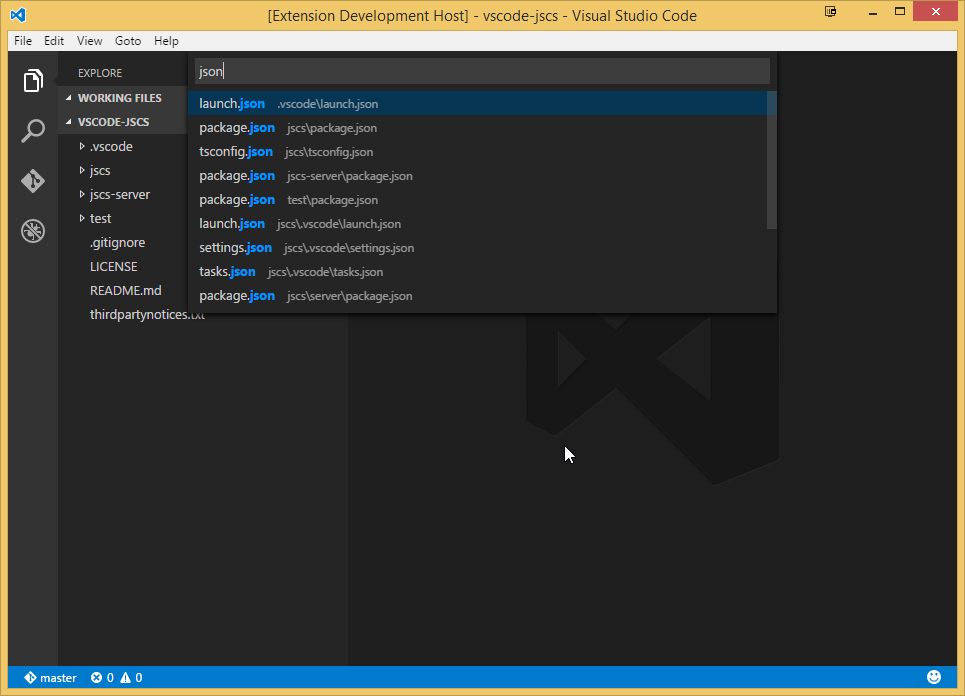 [Extension Development Host] - vscode-jscs - Visual Studio Code
File Edit View Goto Help
EXPLORE
WORKING FILES
VSCODE-JSCS
.vscode
jscs
jscs-server
test
.gitignore
LICENSE
README.md
thirdpartynotices.txt
json
launch.json .vscode\launch.json
package.json jscs\package.json
tsconfig.json jscs\tsconfig.json
package.json jscs-server\package.json
package.json test\package.json
launch.json jscs\.vscode\launch.json
settings.json jscs\.vscode\settings.json
tasks.json jscs\.vscode\tasks.json
package.json jscs\server\package.json
master 0 0